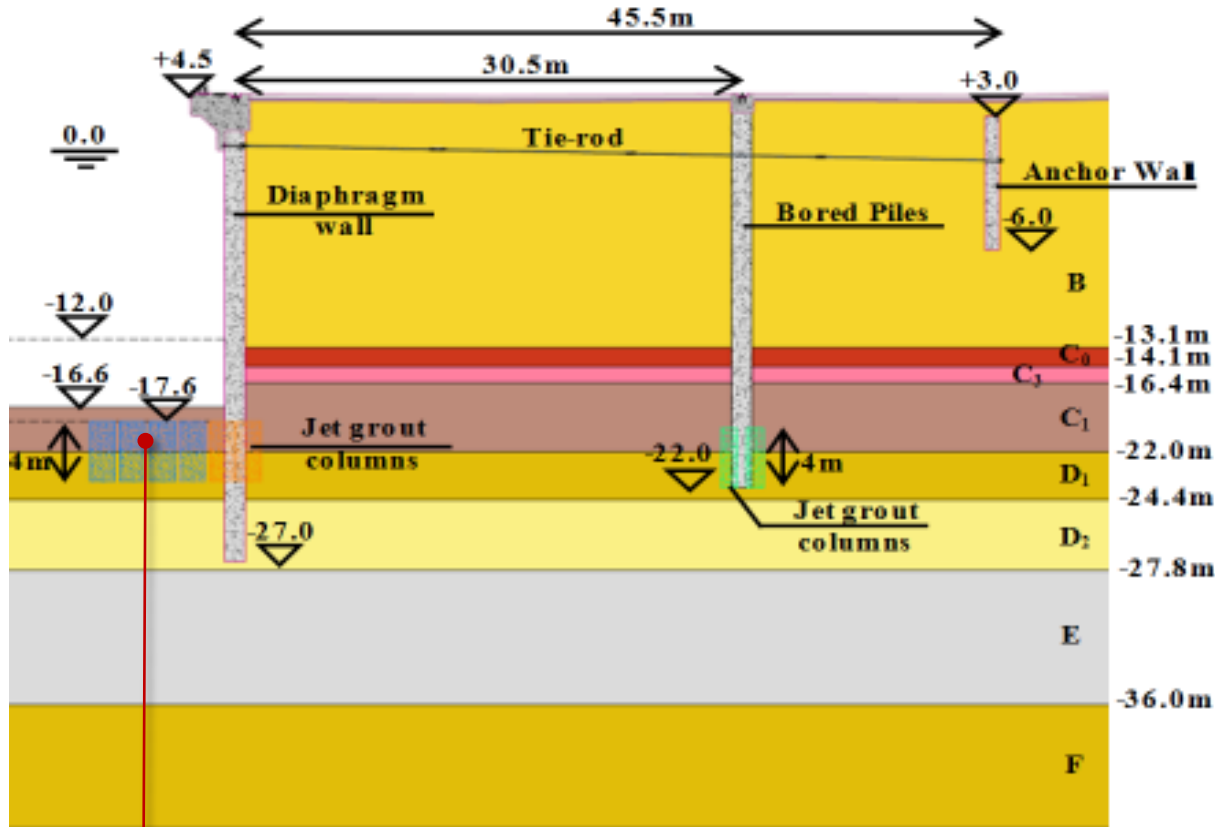 45.5m
30.5m
+4.5
+3.0
0.0
Tie-rod
Anchor Wall
Diaphragm
wall
Bored Piles
-6.0
B
-12.0
-13.1m
C₀
-14.1m
C₃
-16.4m
-16.6
-17.6
C₁
Jet grout
columns
4m
-22.0
4m
-22.0m
D₁
-24.4m
Jet grout
columns
-27.0
D₂
-27.8m
E
-36.0m
F